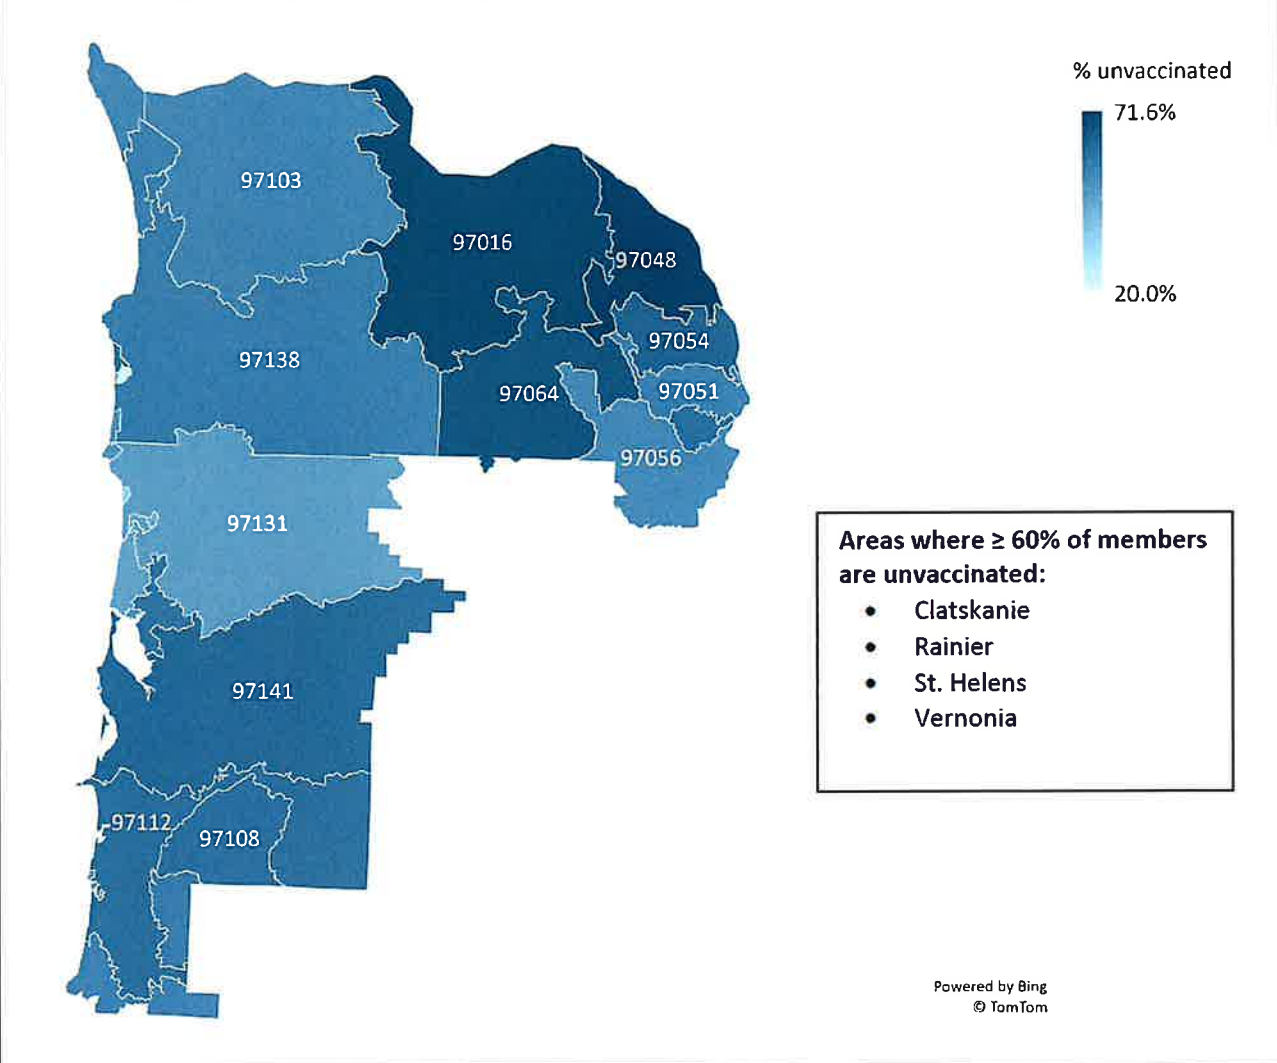 % unvaccinated
71.6%
20.0%
97103
97016
97048
97054
97138
97064
97051
97056
97131
97141
97112
97108
Areas where ≥ 60% of members
are unvaccinated:
• Clatskanie
• Rainier
• St. Helens
• Vernonia
Powered by Bing
© TomTom